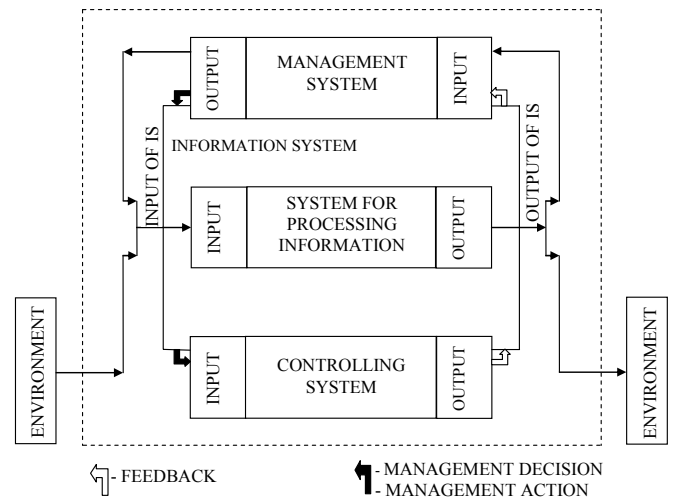 OUTPUT
MANAGEMENT
SYSTEM
INPUT
INPUT OF IS
INFORMATION SYSTEM
OUTPUT OF IS
INPUT
SYSTEM FOR
PROCESSING
INFORMATION
OUTPUT
ENVIRONMENT
INPUT
CONTROLLING
SYSTEM
OUTPUT
ENVIRONMENT
- FEEDBACK
- MANAGEMENT DECISION
- MANAGEMENT ACTION